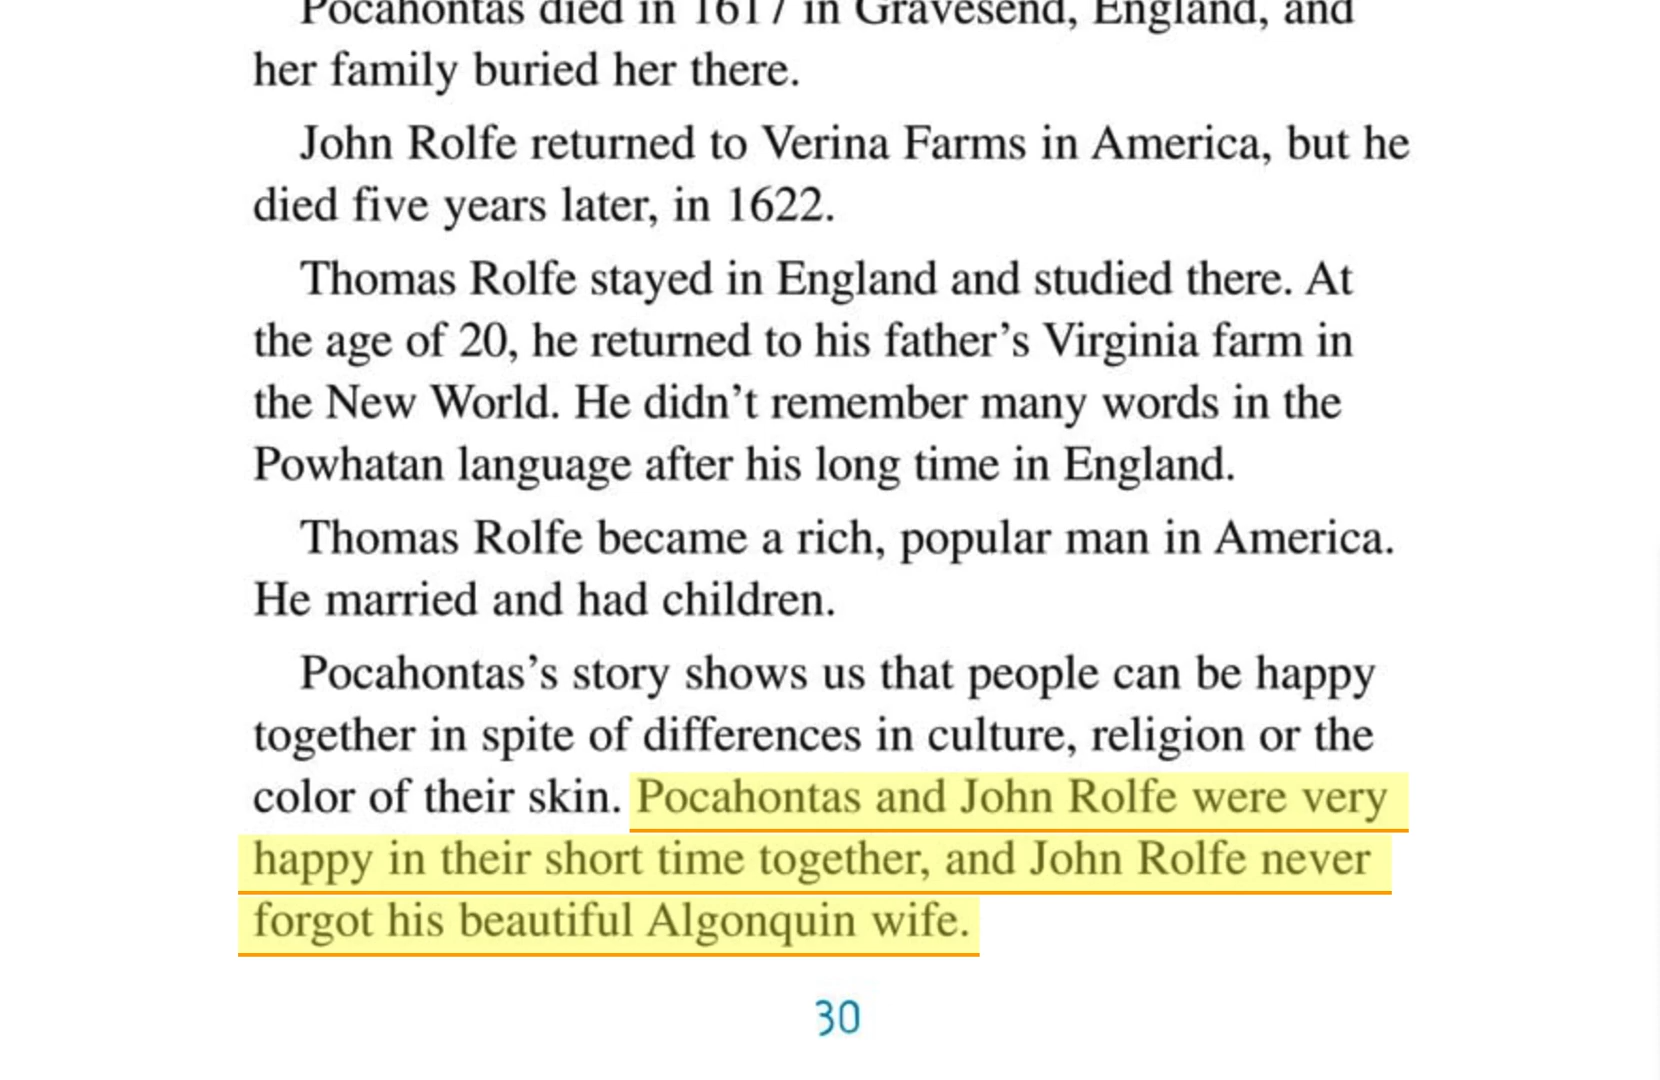 Pocahontas died in 1617 in Gravesend, England, and
her family buried her there.
John Rolfe returned to Verina Farms in America, but he
died five years later, in 1622.
Thomas Rolfe stayed in England and studied there. At
the age of 20, he returned to his father’s Virginia farm in
the New World. He didn’t remember many words in the
Powhatan language after his long time in England.
Thomas Rolfe became a rich, popular man in America.
He married and had children.
Pocahontas’s story shows us that people can be happy
together in spite of differences in culture, religion or the
color of their skin. Pocahontas and John Rolfe were very
happy in their short time together, and John Rolfe never
forgot his beautiful Algonquin wife.
30